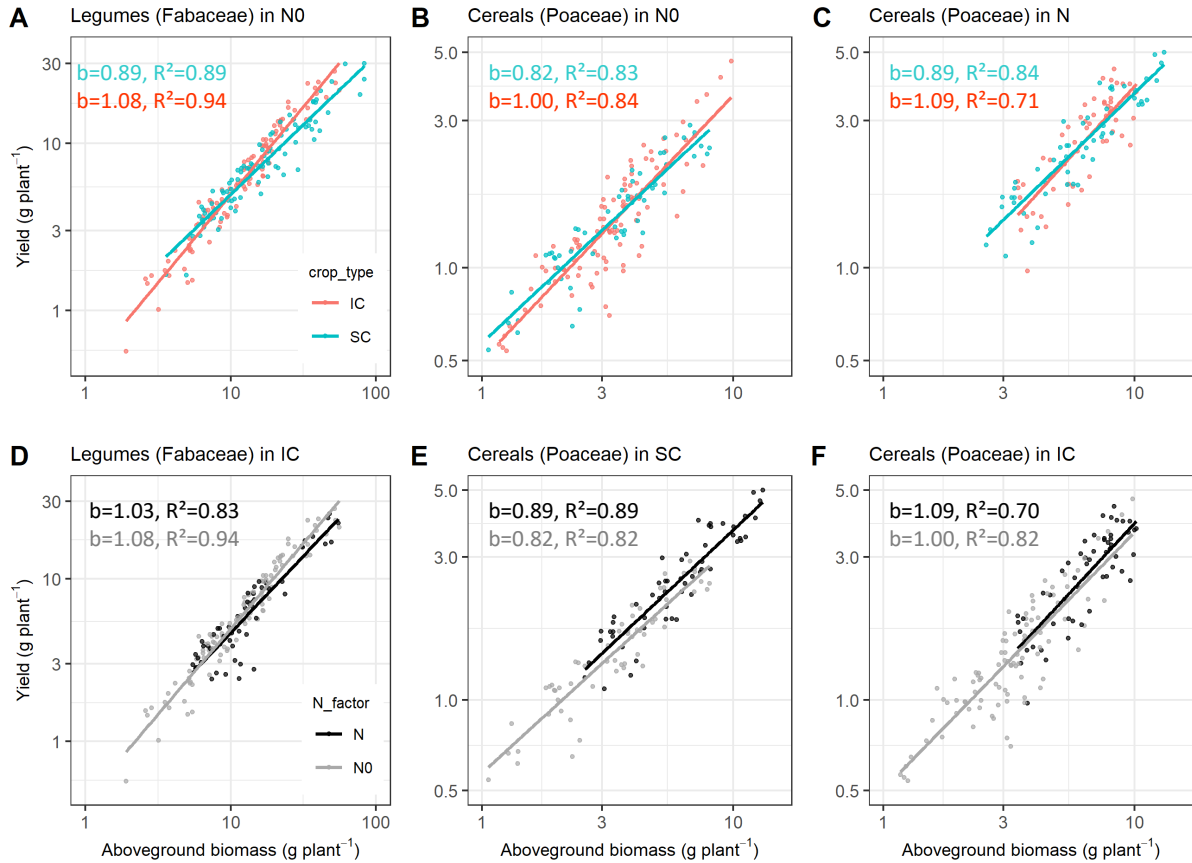 A Legumes (Fabaceae) in N0
B Cereals (Poaceae) in N0
C Cereals (Poaceae) in N
Yield (g plant⁻¹)
30
10
3
1
b=0.89, R²=0.89
b=1.08, R²=0.94
crop_type
IC
SC
1 10 100
5.0
3.0
1.0
0.5
b=0.82, R²=0.83
b=1.00, R²=0.84
1 3 10
5.0
3.0
1.0
0.5
b=0.89, R²=0.84
b=1.09, R²=0.71
1 3 10
D Legumes (Fabaceae) in IC
E Cereals (Poaceae) in SC
F Cereals (Poaceae) in IC
Yield (g plant⁻¹)
30
10
3
1
b=1.03, R²=0.83
b=1.08, R²=0.94
N_factor
N
N0
1 10 100
Aboveground biomass (g plant⁻¹)
5.0
3.0
1.0
0.5
b=0.89, R²=0.89
b=0.82, R²=0.82
1 3 10
Aboveground biomass (g plant⁻¹)
5.0
3.0
1.0
0.5
b=1.09, R²=0.70
b=1.00, R²=0.82
1 3 10
Aboveground biomass (g plant⁻¹)